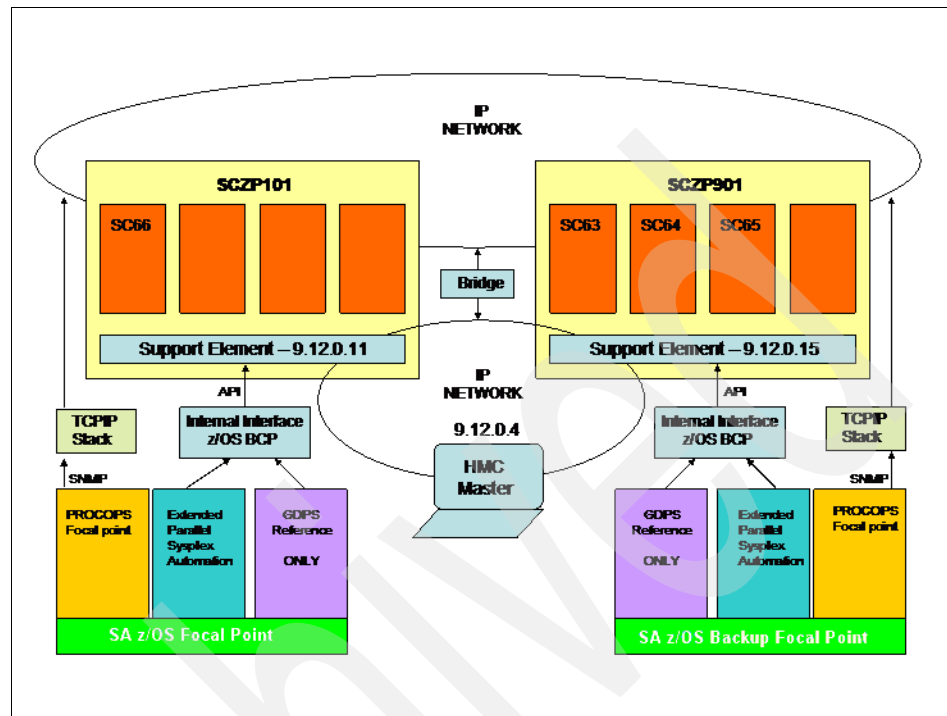 IP
NETWORK
SCZP101
SCZP901
SC66
SC63
SC64
SC65
Bridge
Support Element – 9.12.0.11
Support Element – 9.12.0.15
API
IP
NETWORK
API
TCPIP
Stack
Internal Interface
z/OS BCP
9.12.0.4
Internal Interface
z/OS BCP
TCPIP
Stack
HMC
Master
SNMP
SNMP
PROCOPS
Focal point
Extended
Parallel
Sysplex
Automation
GDPS
Reference
ONLY
GDPS
Reference
ONLY
Extended
Parallel
Sysplex
Automation
PROCOPS
Focal point
SA z/OS Focal Point
SA z/OS Backup Focal Point